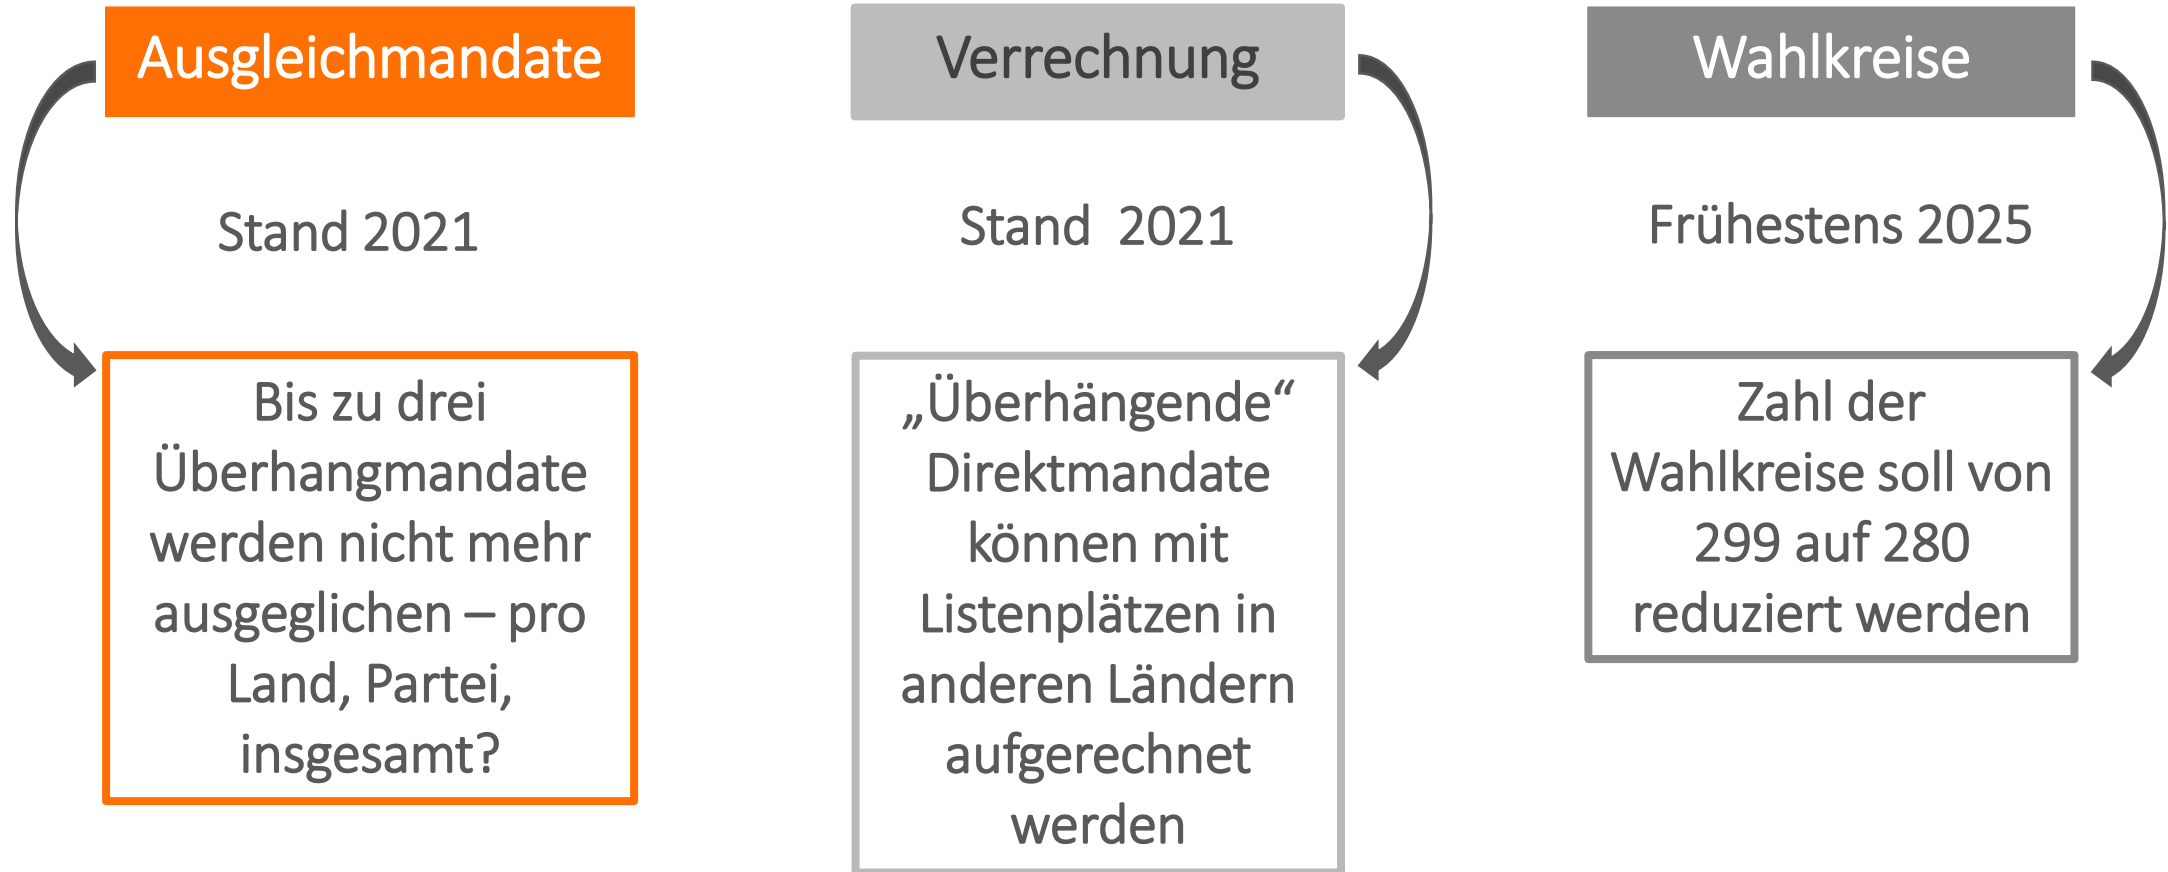 Ausgleichmandate
Stand 2021
Bis zu drei
Überhangmandate
werden nicht mehr
ausgeglichen – pro
Land, Partei,
insgesamt?
Verrechnung
Stand 2021
„Überhängende“
Direktmandate
können mit
Listenplätzen in
anderen Ländern
aufgerechnet
werden
Wahlkreise
Frühestens 2025
Zahl der
Wahlkreise soll von
299 auf 280
reduziert werden